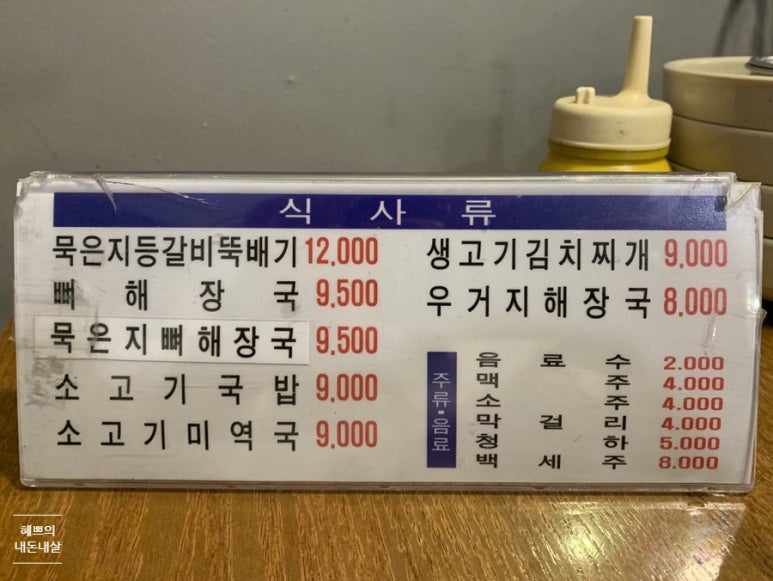 식 사 류
묵은지등갈비뚝배기 12,000
뼈 해 장 국 9,500
묵은지뼈해장국 9,500
소고기국밥 9,000
소고기미역국 9,000
생고기김치찌개 9,000
우거지해장국 8,000
주류·음료
음 료 수 2.000
맥 주 4.000
소 주 4.000
막 걸 리 4.000
청 하 5.000
백 세 주 8.000
혜쁘의
내돈내살